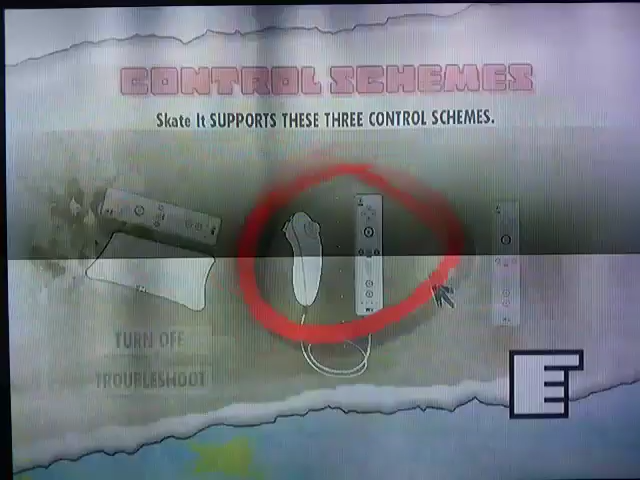 CONTROL SCHEMES
Skate It SUPPORTS THESE THREE CONTROL SCHEMES.
TURN OFF
TROUBLESHOOT